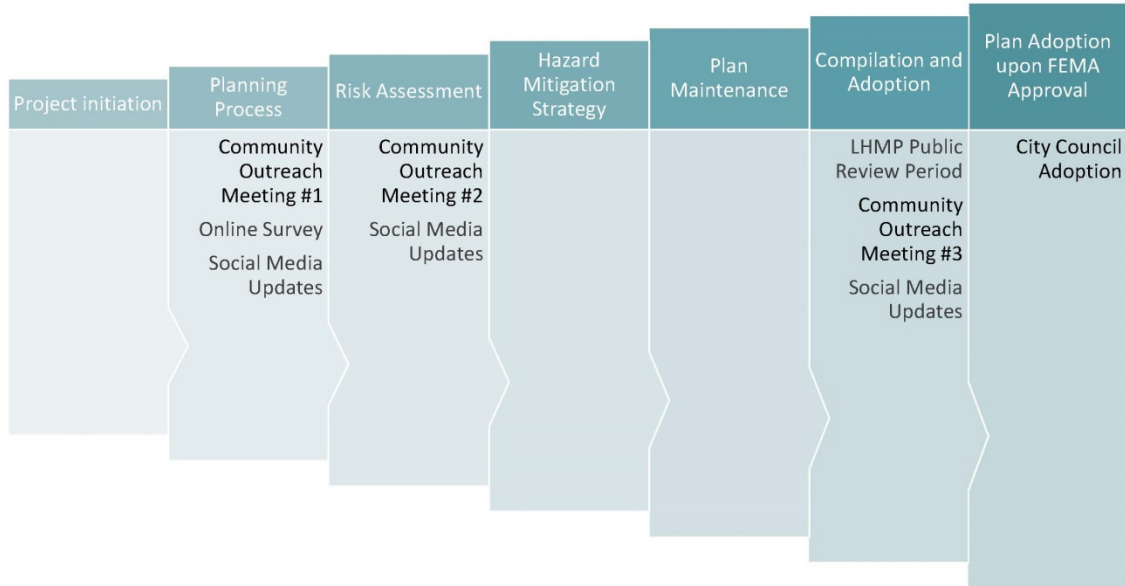 Project initiation
Planning
Process
Community
Outreach
Meeting #1
Online Survey
Social Media
Updates
Risk Assessment
Community
Outreach
Meeting #2
Social Media
Updates
Hazard
Mitigation
Strategy
Plan
Maintenance
Compilation and
Adoption
LHMP Public
Review Period
Community
Outreach
Meeting #3
Social Media
Updates
Plan Adoption
upon FEMA
Approval
City Council
Adoption